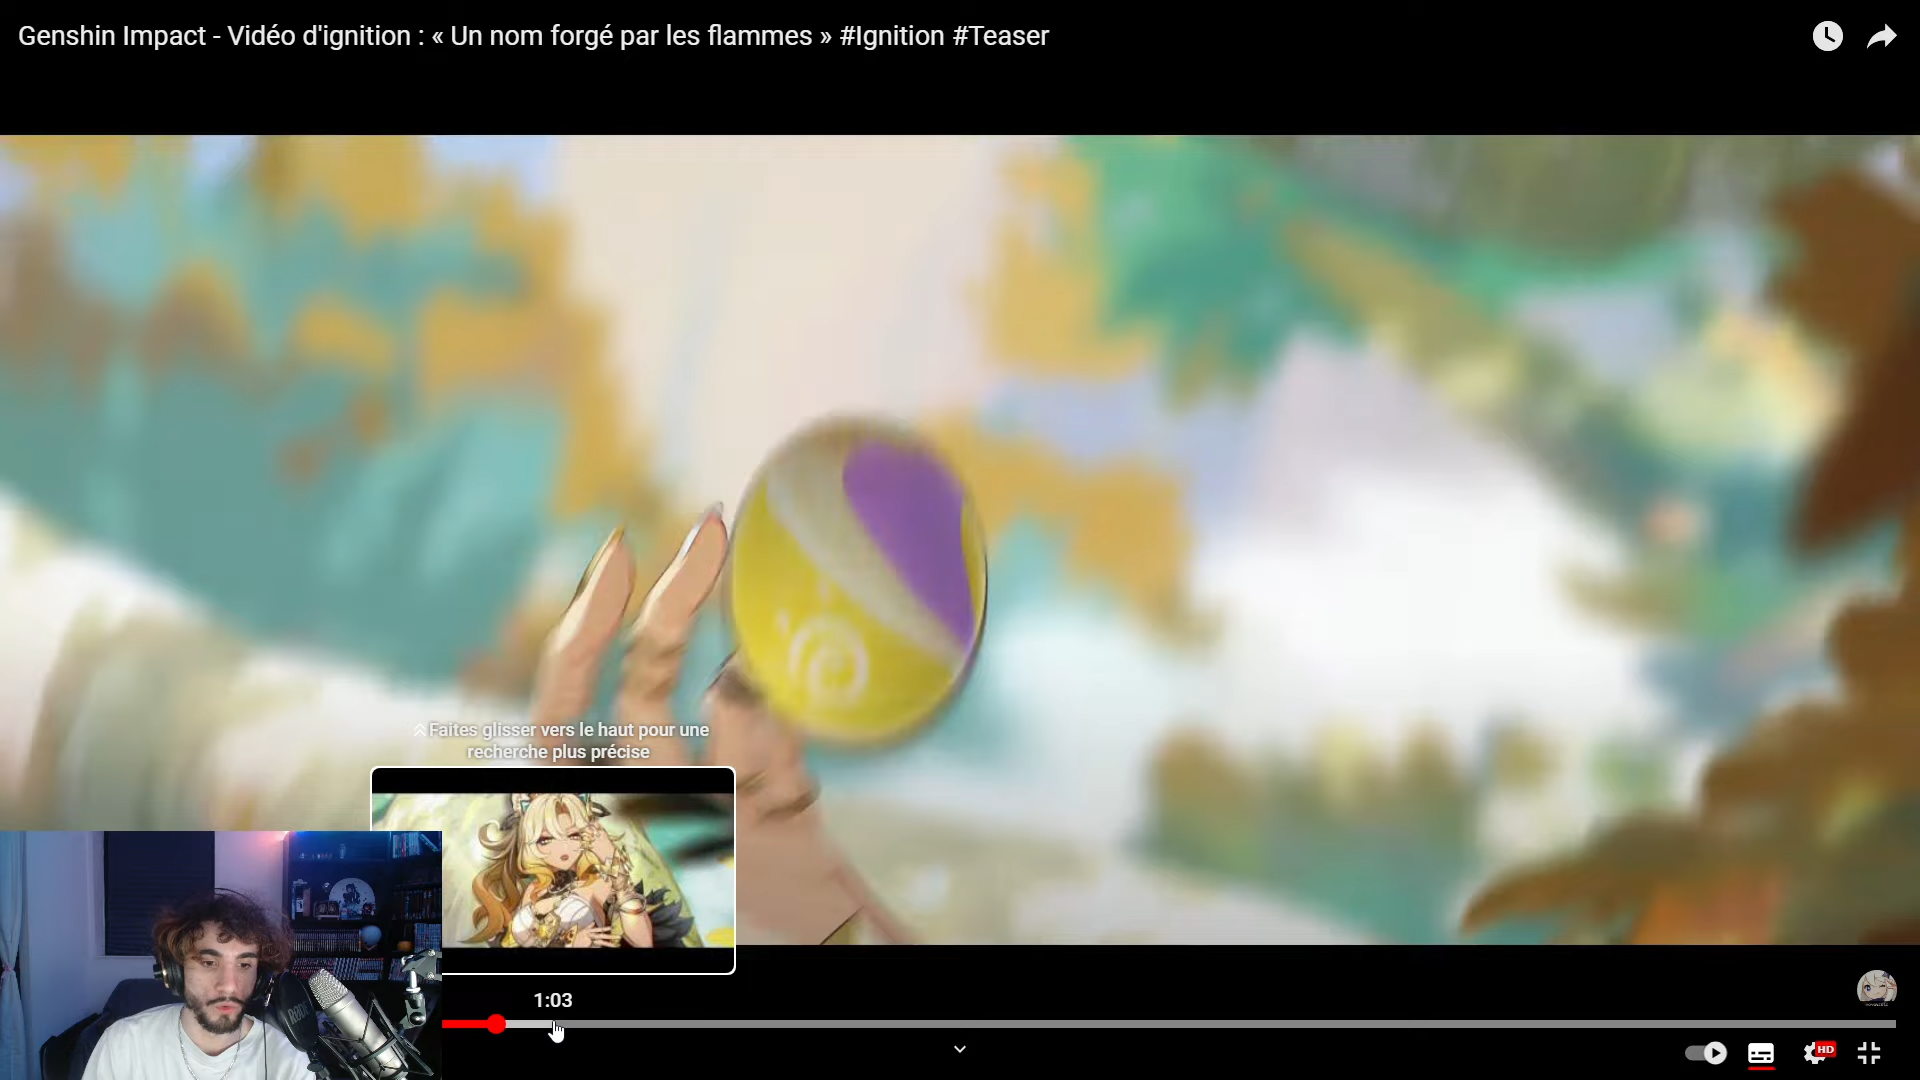 Genshin Impact - Vidéo d'ignition : « Un nom forgé par les flammes » #Ignition #Teaser
Faites glisser vers le haut pour une
recherche plus précise
1:03
HD